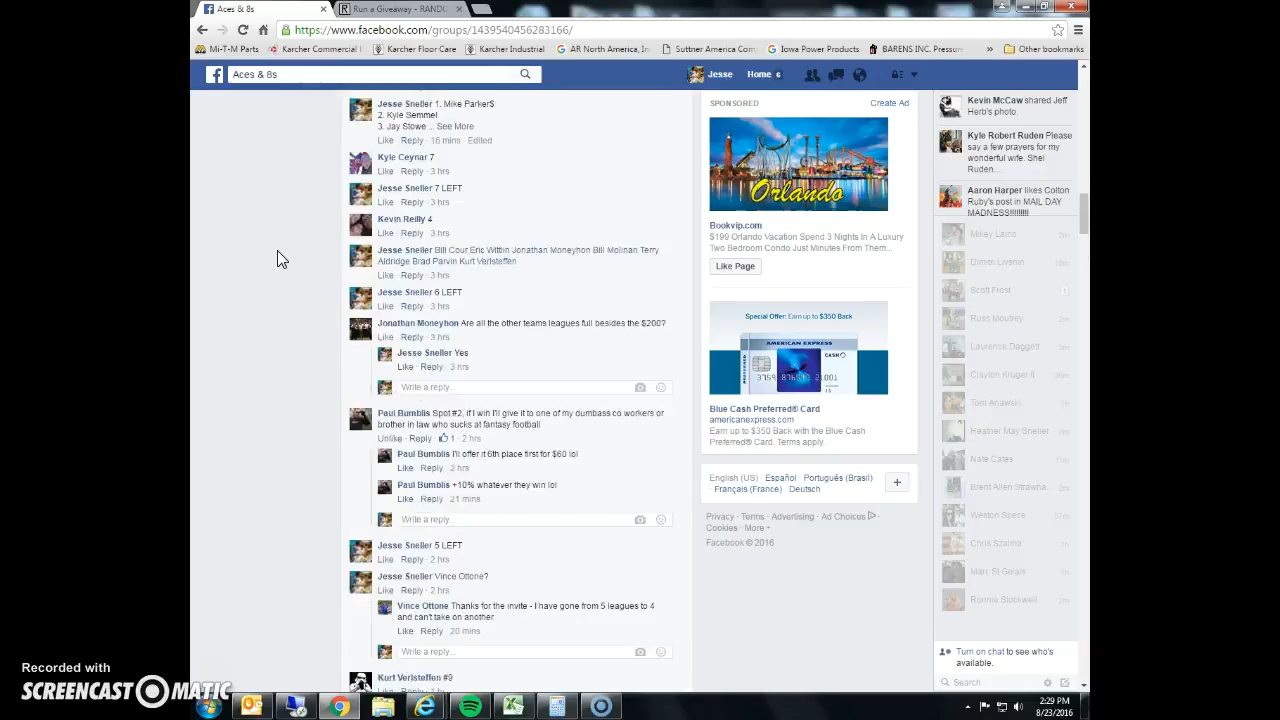 Aces & 8s
Run a Giveaway - RAND
https://www.facebook.com/groups/1439540456283166/
Mi-T-M Parts
Karcher Commercial
Karcher Floor Care
Karcher Industrial
AR North America, In
Suttner America Com
Iowa Power Products
BARENS INC. Pressure
»
Other bookmarks
Aces & 8s
Jesse
Home 6
Jesse Sneller 1. Mike Parker$
2. Kyle Semmel
3. Jay Stowe ... See More
Like · Reply · 16 mins · Edited
Kyle Ceynar 7
Like · Reply · 3 hrs
Jesse Sneller 7 LEFT
Like · Reply · 3 hrs
Kevin Reilly 4
Like · Reply · 3 hrs
Jesse Sneller Bill Cour Eric Wittlin Jonathan Moneyhon Bill Molinari Terry
Aldridge Brad Parvin Kurt Verlsteffen
Like · Reply · 3 hrs
Jesse Sneller 6 LEFT
Like · Reply · 3 hrs
Jonathan Moneyhon Are all the other teams leagues full besides the $200?
Like · Reply · 3 hrs
Jesse Sneller Yes
Like · Reply · 3 hrs
Write a reply...
Paul Bumblis Spot #2, if I win I'll give it to one of my dumbass co workers or
brother in law who sucks at fantasy football
Unlike · Reply · 1 · 2 hrs
Paul Bumblis I'll offer it 6th place first for $60 lol
Like · Reply · 2 hrs
Paul Bumblis +10% whatever they win lol
Like · Reply · 21 mins
Write a reply...
Jesse Sneller 5 LEFT
Like · Reply · 2 hrs
Jesse Sneller Vince Ottone?
Like · Reply · 2 hrs
Vince Ottone Thanks for the invite - I have gone from 5 leagues to 4
and can't take on another
Like · Reply · 20 mins
Write a reply...
Kurt Verlsteffen #9
SPONSORED
Create Ad
Orlando
Bookvip.com
$199 Orlando Vacation Spend 3 Nights In A Luxury
Two Bedroom Condo Just Minutes From Them...
Like Page
Special Offer: Earn up to $350 Back
AMERICAN EXPRESS
CASH
Blue Cash Preferred® Card
americanexpress.com
Earn up to $350 Back with the Blue Cash
Preferred® Card. Terms apply.
English (US) · Español · Português (Brasil) ·
Français (France) · Deutsch
+
Privacy · Terms · Advertising · Ad Choices ·
Cookies · More
Facebook © 2016
Kevin McCaw shared Jeff
Herb's photo.
Kyle Robert Ruden Please
say a few prayers for my
wonderful wife. Shel
Ruden....
Aaron Harper likes Colton
Ruby's post in MAIL DAY
MADNESS!!!!!!!!!
Mikey Laino
Scott Frost
Russ Moutrey
Laurence Doggett
Clayton Kruger II
Tom Anawski
Heather May Sneller
Nate Cates
Brent Allen Strawna...
Weston Spece
Chris Szalma
Marc St Gelais
Ronnie Stockwell
Turn on chat to see who's
available.
Search
Recorded with
SCREENCAST MATIC
2:29 PM
8/23/2016